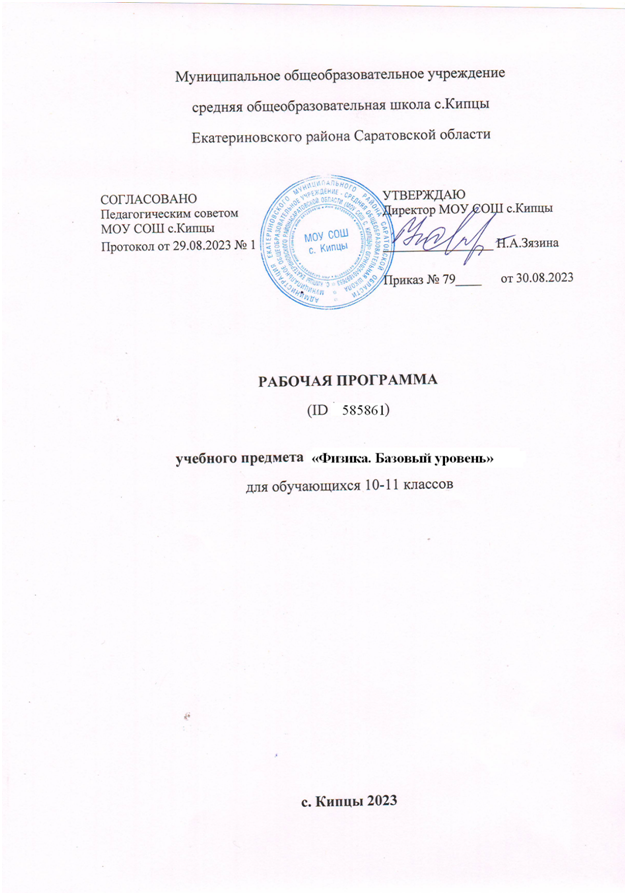 Муниципальное общеобразовательное учреждение
средняя общеобразовательная школа с.Кипцы
Екатериновского района Саратовской области
СОГЛАСОВАНО
Педагогическим советом
МОУ СОШ с.Кипцы
Протокол от 29.08.2023 № 1
МОУ СОШ
с. Кипцы
УТВЕРЖДАЮ
Директор МОУ СОШ с.Кипцы
Н.А.Зязина
Приказ № 79____ от 30.08.2023
РАБОЧАЯ ПРОГРАММА
(ID 585861)
учебного предмета «Физика. Базовый уровень»
для обучающихся 10-11 классов
с. Кипцы 2023